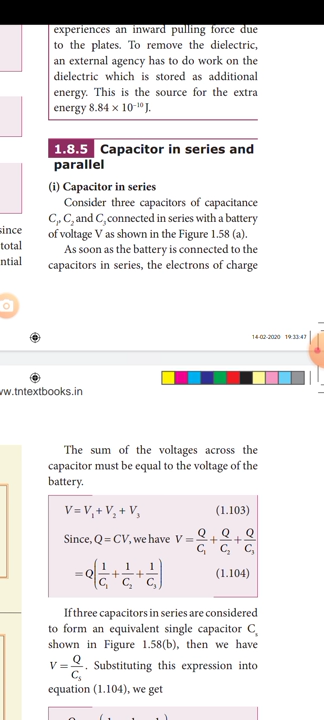 experiences an inward pulling force due
to the plates. To remove the dielectric,
an external agency has to do work on the
dielectric which is stored as additional
energy. This is the source for the extra
energy 8.84 × 10⁻¹⁰ J.
1.8.5 Capacitor in series and
parallel
(i) Capacitor in series
Consider three capacitors of capacitance
C₁, C₂ and C₃ connected in series with a battery
of voltage V as shown in the Figure 1.58 (a).
As soon as the battery is connected to the
capacitors in series, the electrons of charge
since
total
ntial
14-02-2020 19:33:47
ww.tntextbooks.in
The sum of the voltages across the
capacitor must be equal to the voltage of the
battery.
V = V₁ + V₂ + V₃ (1.103)
Since, Q = CV, we have V = Q/C₁ + Q/C₂ + Q/C₃
= Q(1/C₁ + 1/C₂ + 1/C₃) (1.104)
If three capacitors in series are considered
to form an equivalent single capacitor Cₛ
shown in Figure 1.58(b), then we have
V = Q/Cₛ. Substituting this expression into
equation (1.104), we get